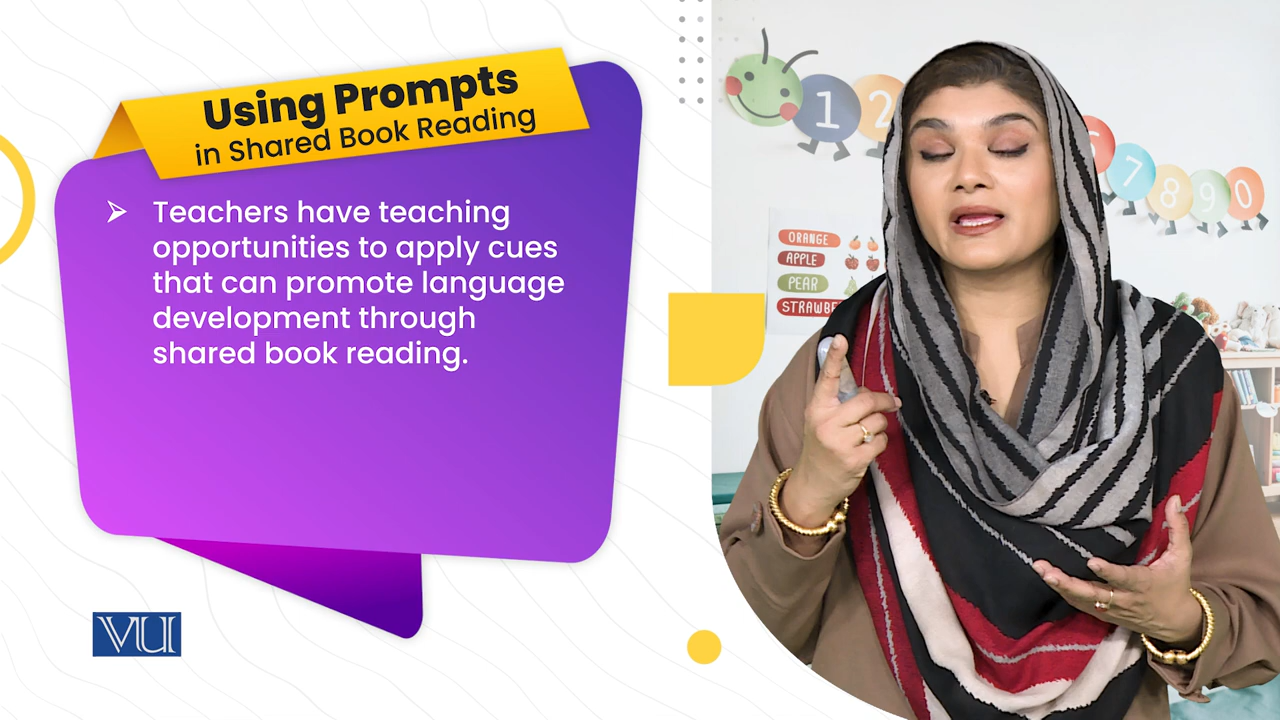 Using Prompts
in Shared Book Reading
Teachers have teaching
opportunities to apply cues
that can promote language
development through
shared book reading.
VU
1 2
6 7 8 9 0
ORANGE
APPLE
PEAR
STRAWBE